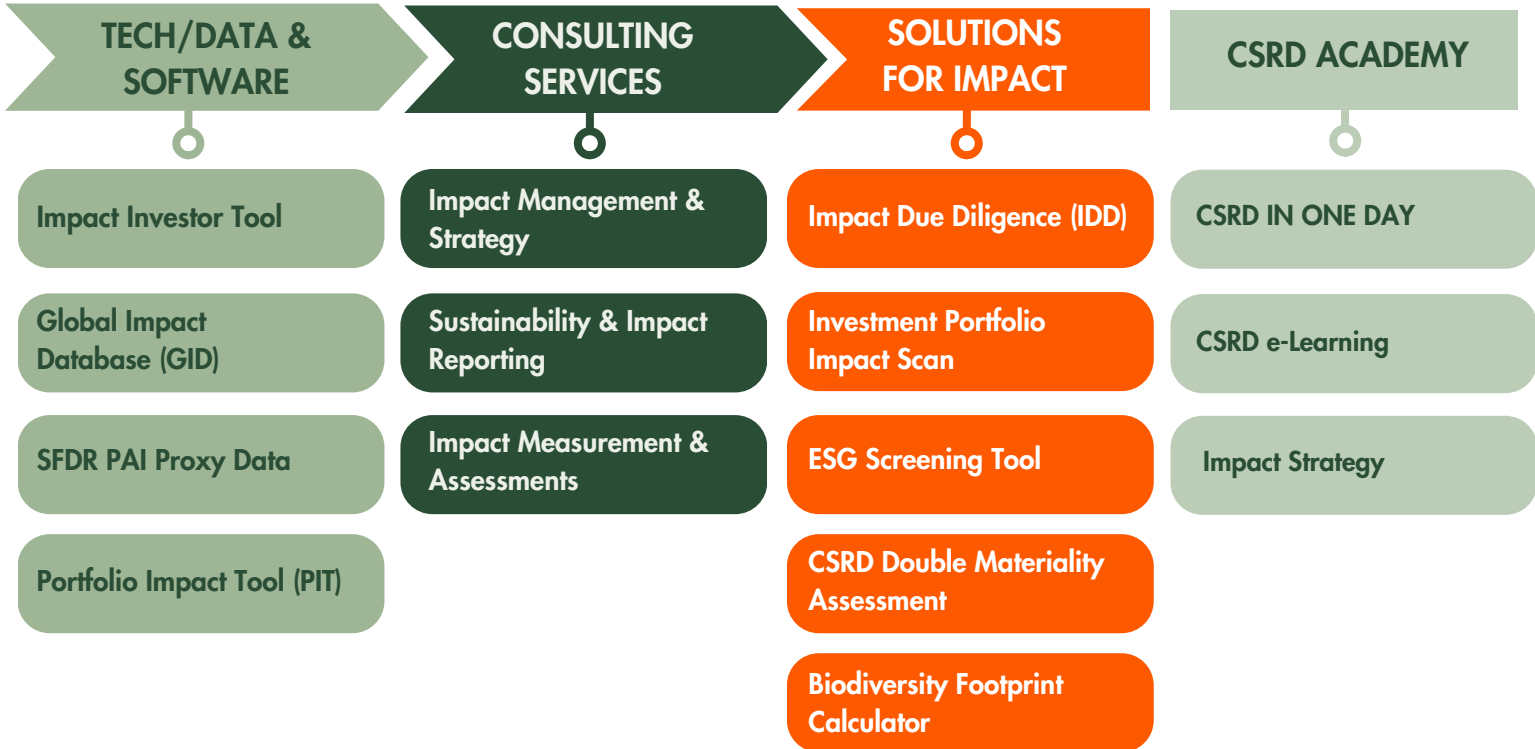 TECH/DATA &
SOFTWARE
Impact Investor Tool
Global Impact
Database (GID)
SFDR PAI Proxy Data
Portfolio Impact Tool (PIT)
CONSULTING
SERVICES
Impact Management &
Strategy
Sustainability & Impact
Reporting
Impact Measurement &
Assessments
SOLUTIONS
FOR IMPACT
Impact Due Diligence (IDD)
Investment Portfolio
Impact Scan
ESG Screening Tool
CSRD Double Materiality
Assessment
Biodiversity Footprint
Calculator
CSRD ACADEMY
CSRD IN ONE DAY
CSRD e-Learning
Impact Strategy